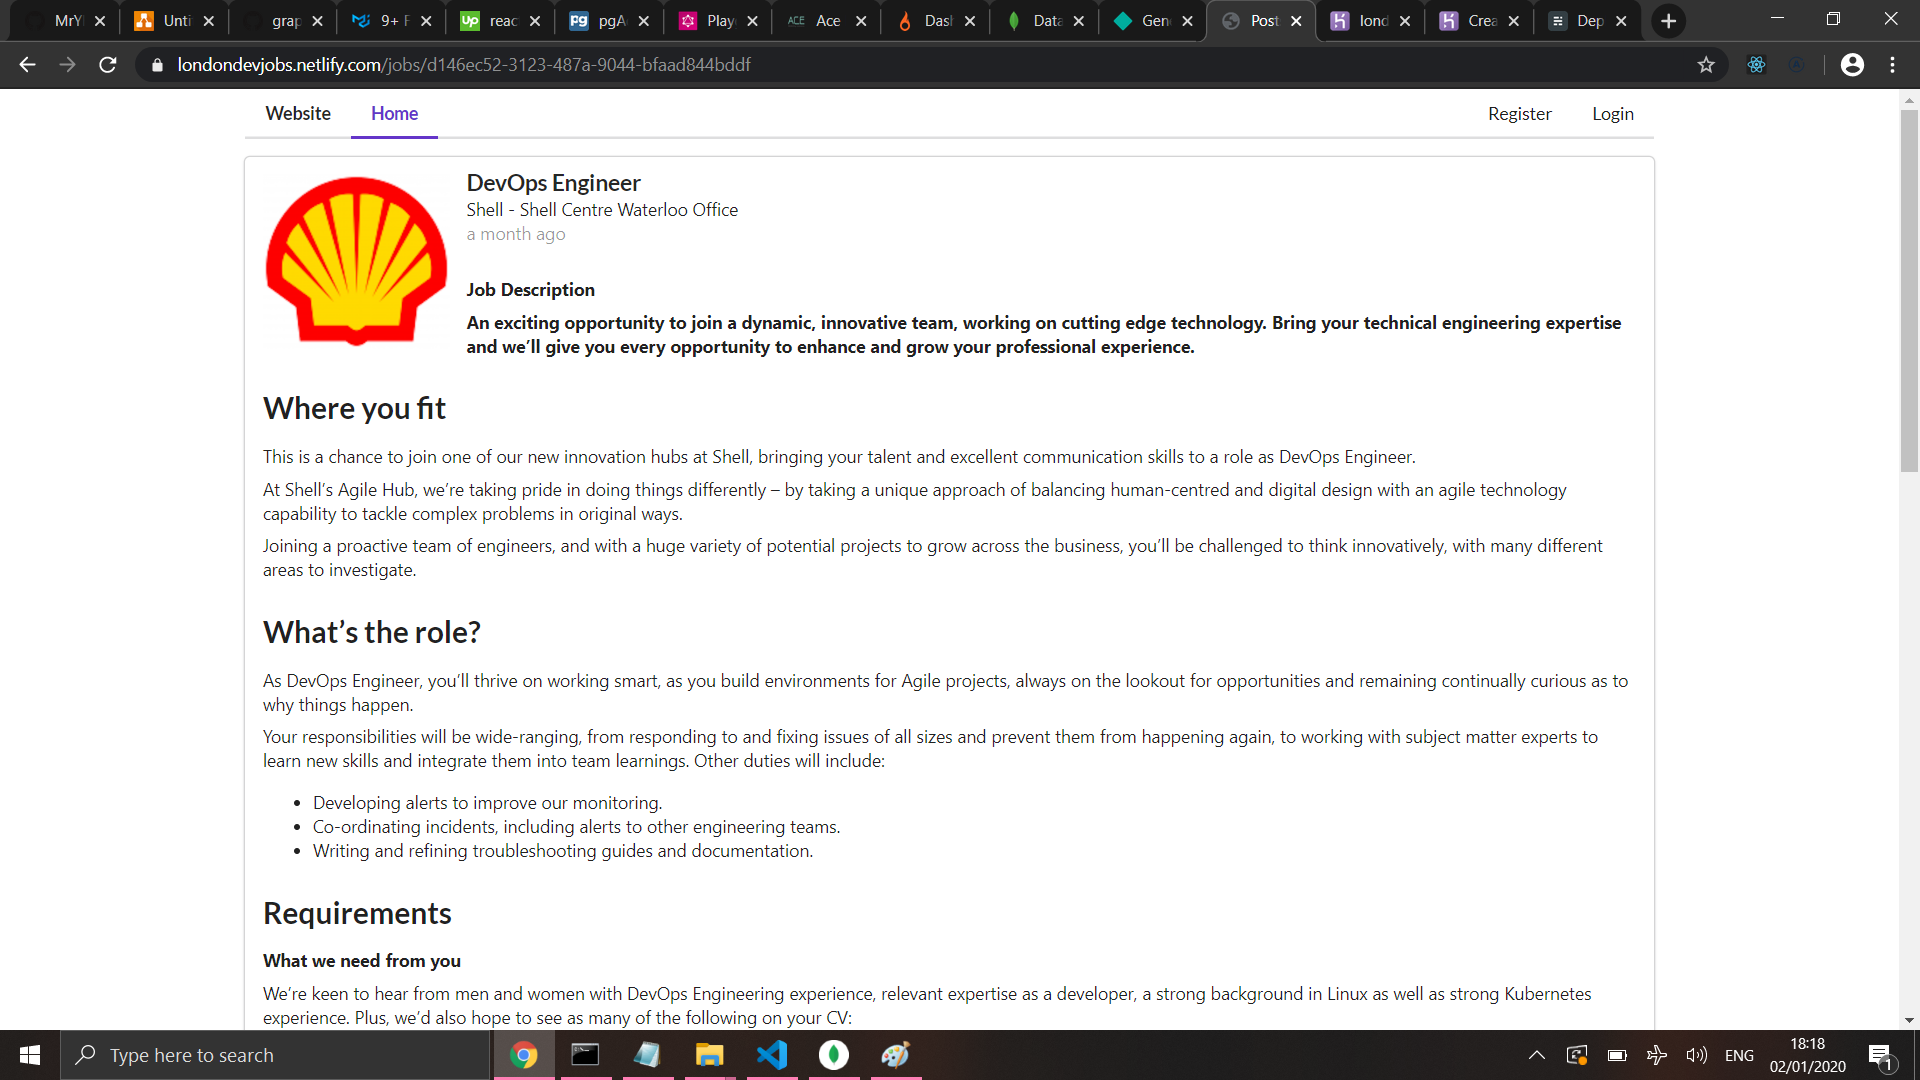 MrY Unti grap 9+ F reac pgA Play Ace Dash Data Gene Post lond Crea Dep
londondevjobs.netlify.com/jobs/d146ec52-3123-487a-9044-bfaad844bddf
Website Home Register Login
DevOps Engineer
Shell - Shell Centre Waterloo Office
a month ago
Job Description
An exciting opportunity to join a dynamic, innovative team, working on cutting edge technology. Bring your technical engineering expertise
and we’ll give you every opportunity to enhance and grow your professional experience.
Where you fit
This is a chance to join one of our new innovation hubs at Shell, bringing your talent and excellent communication skills to a role as DevOps Engineer.
At Shell’s Agile Hub, we’re taking pride in doing things differently – by taking a unique approach of balancing human-centred and digital design with an agile technology
capability to tackle complex problems in original ways.
Joining a proactive team of engineers, and with a huge variety of potential projects to grow across the business, you’ll be challenged to think innovatively, with many different
areas to investigate.
What’s the role?
As DevOps Engineer, you’ll thrive on working smart, as you build environments for Agile projects, always on the lookout for opportunities and remaining continually curious as to
why things happen.
Your responsibilities will be wide-ranging, from responding to and fixing issues of all sizes and prevent them from happening again, to working with subject matter experts to
learn new skills and integrate them into team learnings. Other duties will include:
• Developing alerts to improve our monitoring.
• Co-ordinating incidents, including alerts to other engineering teams.
• Writing and refining troubleshooting guides and documentation.
Requirements
What we need from you
We’re keen to hear from men and women with DevOps Engineering experience, relevant expertise as a developer, a strong background in Linux as well as strong Kubernetes
experience. Plus, we’d also hope to see as many of the following on your CV:
Type here to search
ENG
18:18
02/01/2020
1